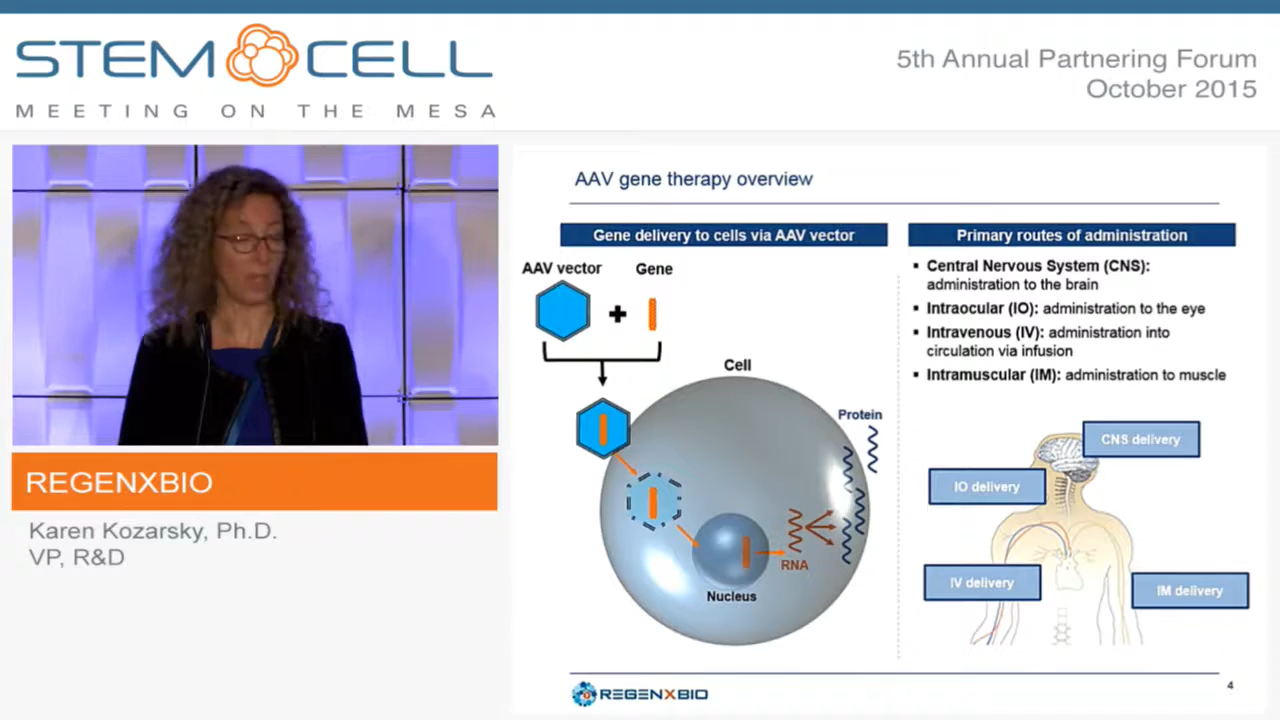 STEM CELL
MEETING ON THE MESA
5th Annual Partnering Forum
October 2015
REGENXBIO
Karen Kozarsky, Ph.D.
VP, R&D
AAV gene therapy overview
Gene delivery to cells via AAV vector
AAV vector
Gene
Cell
Protein
RNA
Nucleus
Primary routes of administration
▪ Central Nervous System (CNS):
administration to the brain
▪ Intraocular (IO): administration to the eye
▪ Intravenous (IV): administration into
circulation via infusion
▪ Intramuscular (IM): administration to muscle
CNS delivery
IO delivery
IV delivery
IM delivery
REGENXBIO
4